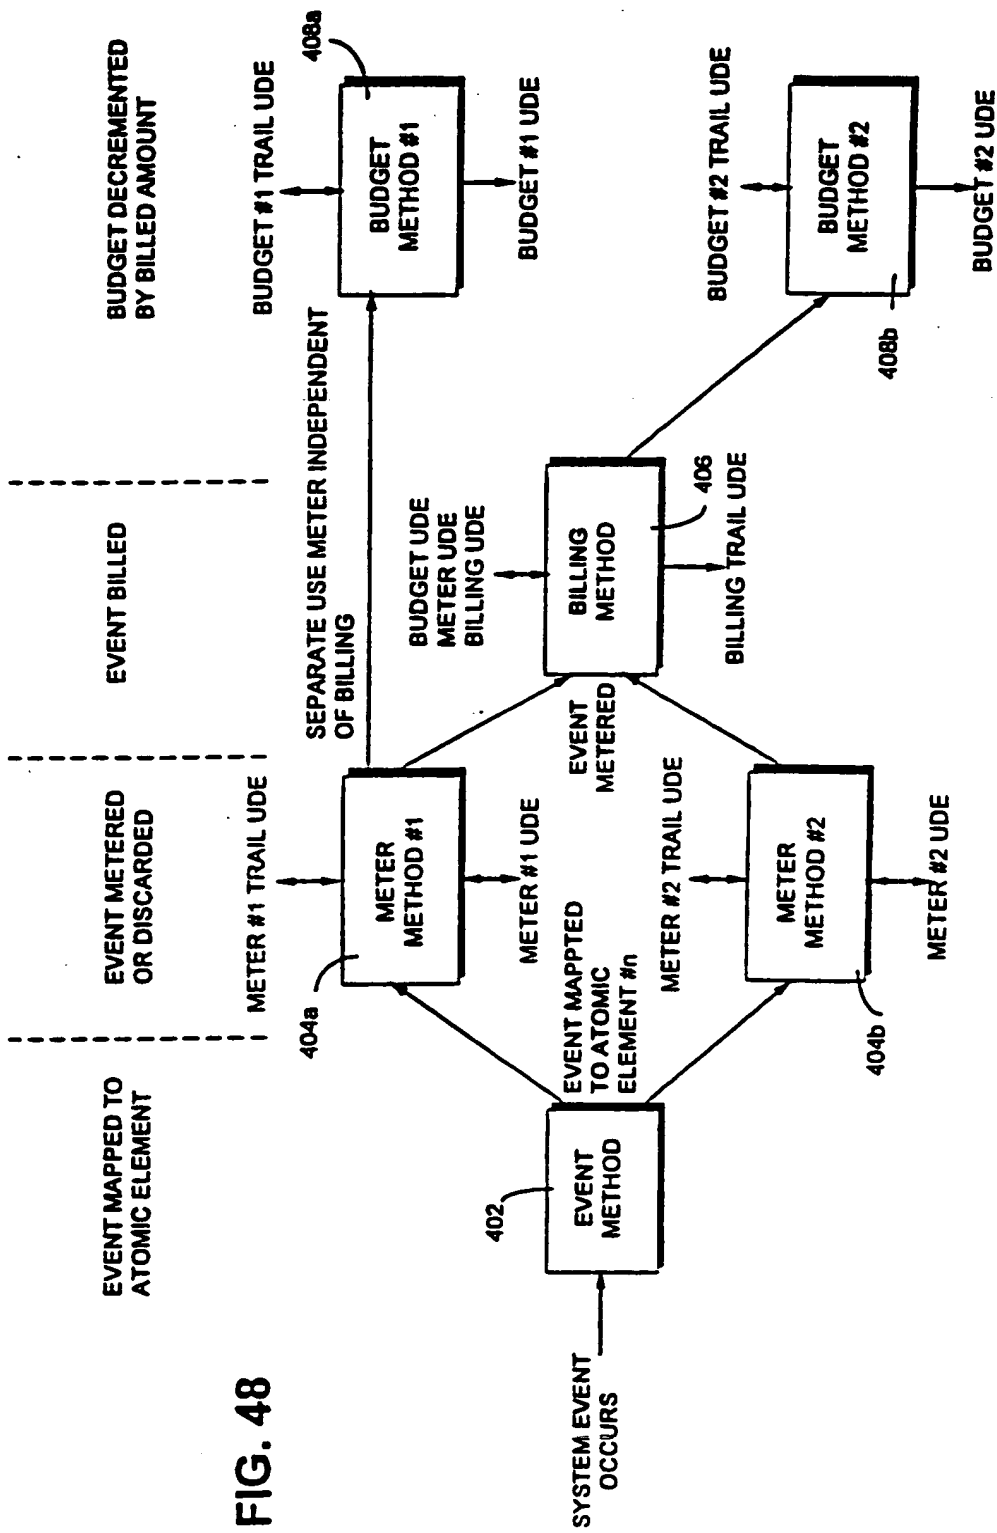 FIG. 48
EVENT MAPPED TO
ATOMIC ELEMENT
EVENT METERED
OR DISCARDED
EVENT BILLED
BUDGET DECREMENTED
BY BILLED AMOUNT
SYSTEM EVENT
OCCURS
402
EVENT
METHOD
EVENT MAPPTED
TO ATOMIC
ELEMENT #n
METER #1 TRAIL UDE
404a
METER
METHOD #1
METER #1 UDE
METER #2 TRAIL UDE
METER
METHOD #2
404b
METER #2 UDE
SEPARATE USE METER INDEPENDENT
OF BILLING
EVENT
METERED
BUDGET UDE
METER UDE
BILLING UDE
BILLING
METHOD
406
BILLING TRAIL UDE
BUDGET #1 TRAIL UDE
408a
BUDGET
METHOD #1
BUDGET #1 UDE
BUDGET #2 TRAIL UDE
BUDGET
METHOD #2
408b
BUDGET #2 UDE